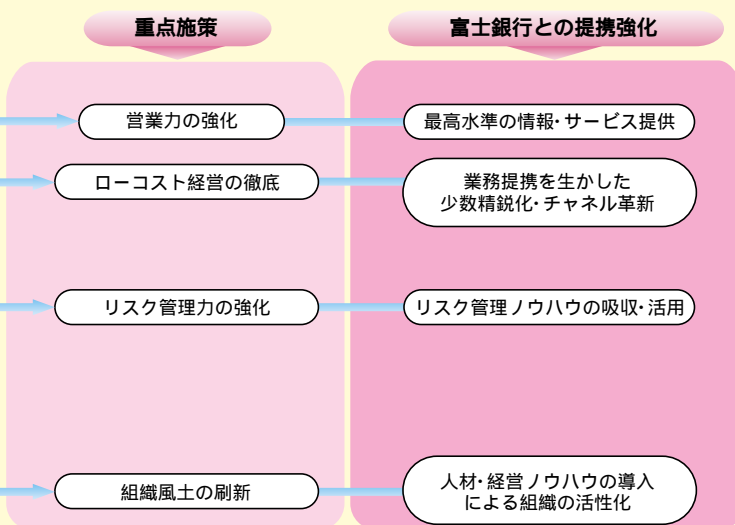 重点施策
富士銀行との提携強化
営業力の強化
最高水準の情報・サービス提供
ローコスト経営の徹底
業務提携を生かした
少数精鋭化・チャネル革新
リスク管理力の強化
リスク管理ノウハウの吸収・活用
組織風土の刷新
人材・経営ノウハウの導入
による組織の活性化